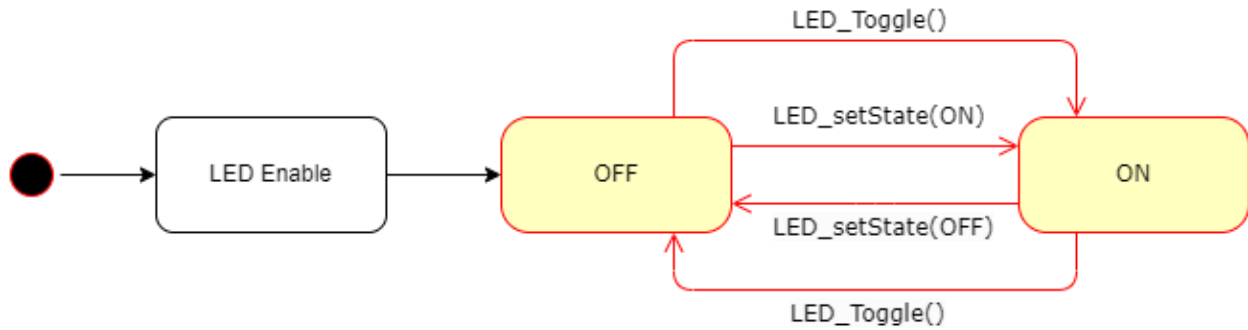 LED_Toggle()
LED_setState(ON)
LED Enable
OFF
ON
LED_setState(OFF)
LED_Toggle()